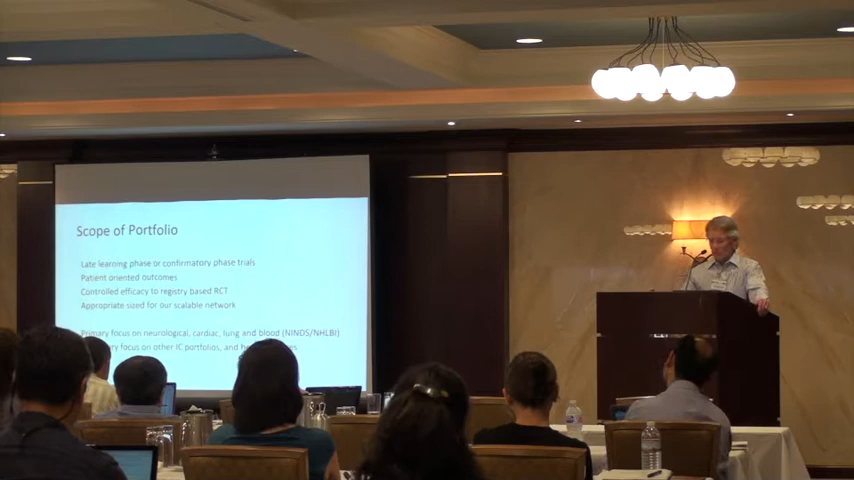 Scope of Portfolio
Late learning phase or confirmatory phase trials
Patient oriented outcomes
Controlled efficacy to registry based RCT
Appropriate sized for our scalable network
Primary focus on neurological, cardiac, lung and blood (NINDS/NHLBI)
focus on other IC portfolios, and